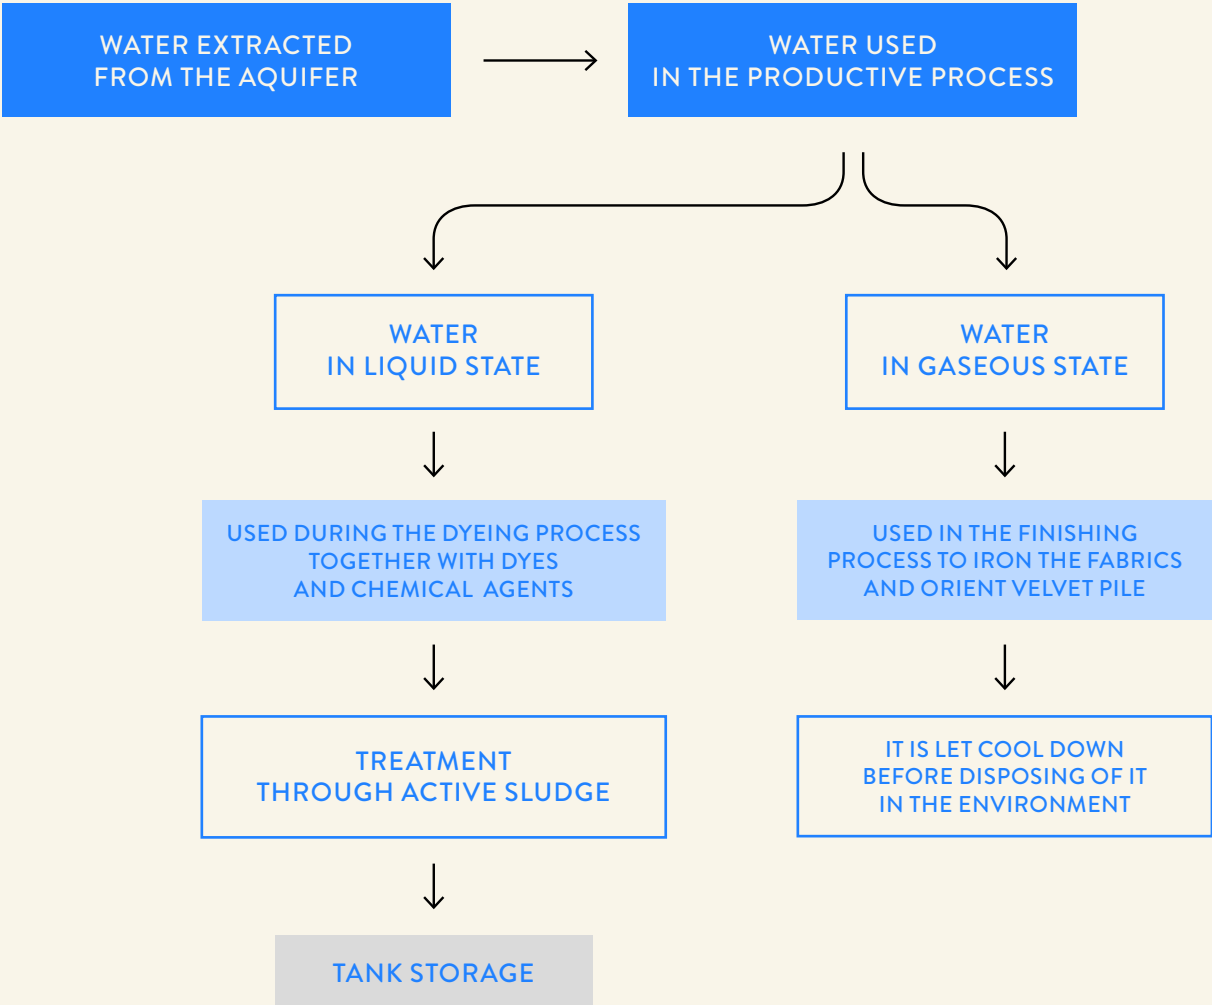 WATER EXTRACTED
FROM THE AQUIFER
WATER USED
IN THE PRODUCTIVE PROCESS
WATER
IN LIQUID STATE
WATER
IN GASEOUS STATE
USED DURING THE DYEING PROCESS
TOGETHER WITH DYES
AND CHEMICAL AGENTS
USED IN THE FINISHING
PROCESS TO IRON THE FABRICS
AND ORIENT VELVET PILE
TREATMENT
THROUGH ACTIVE SLUDGE
IT IS LET COOL DOWN
BEFORE DISPOSING OF IT
IN THE ENVIRONMENT
TANK STORAGE